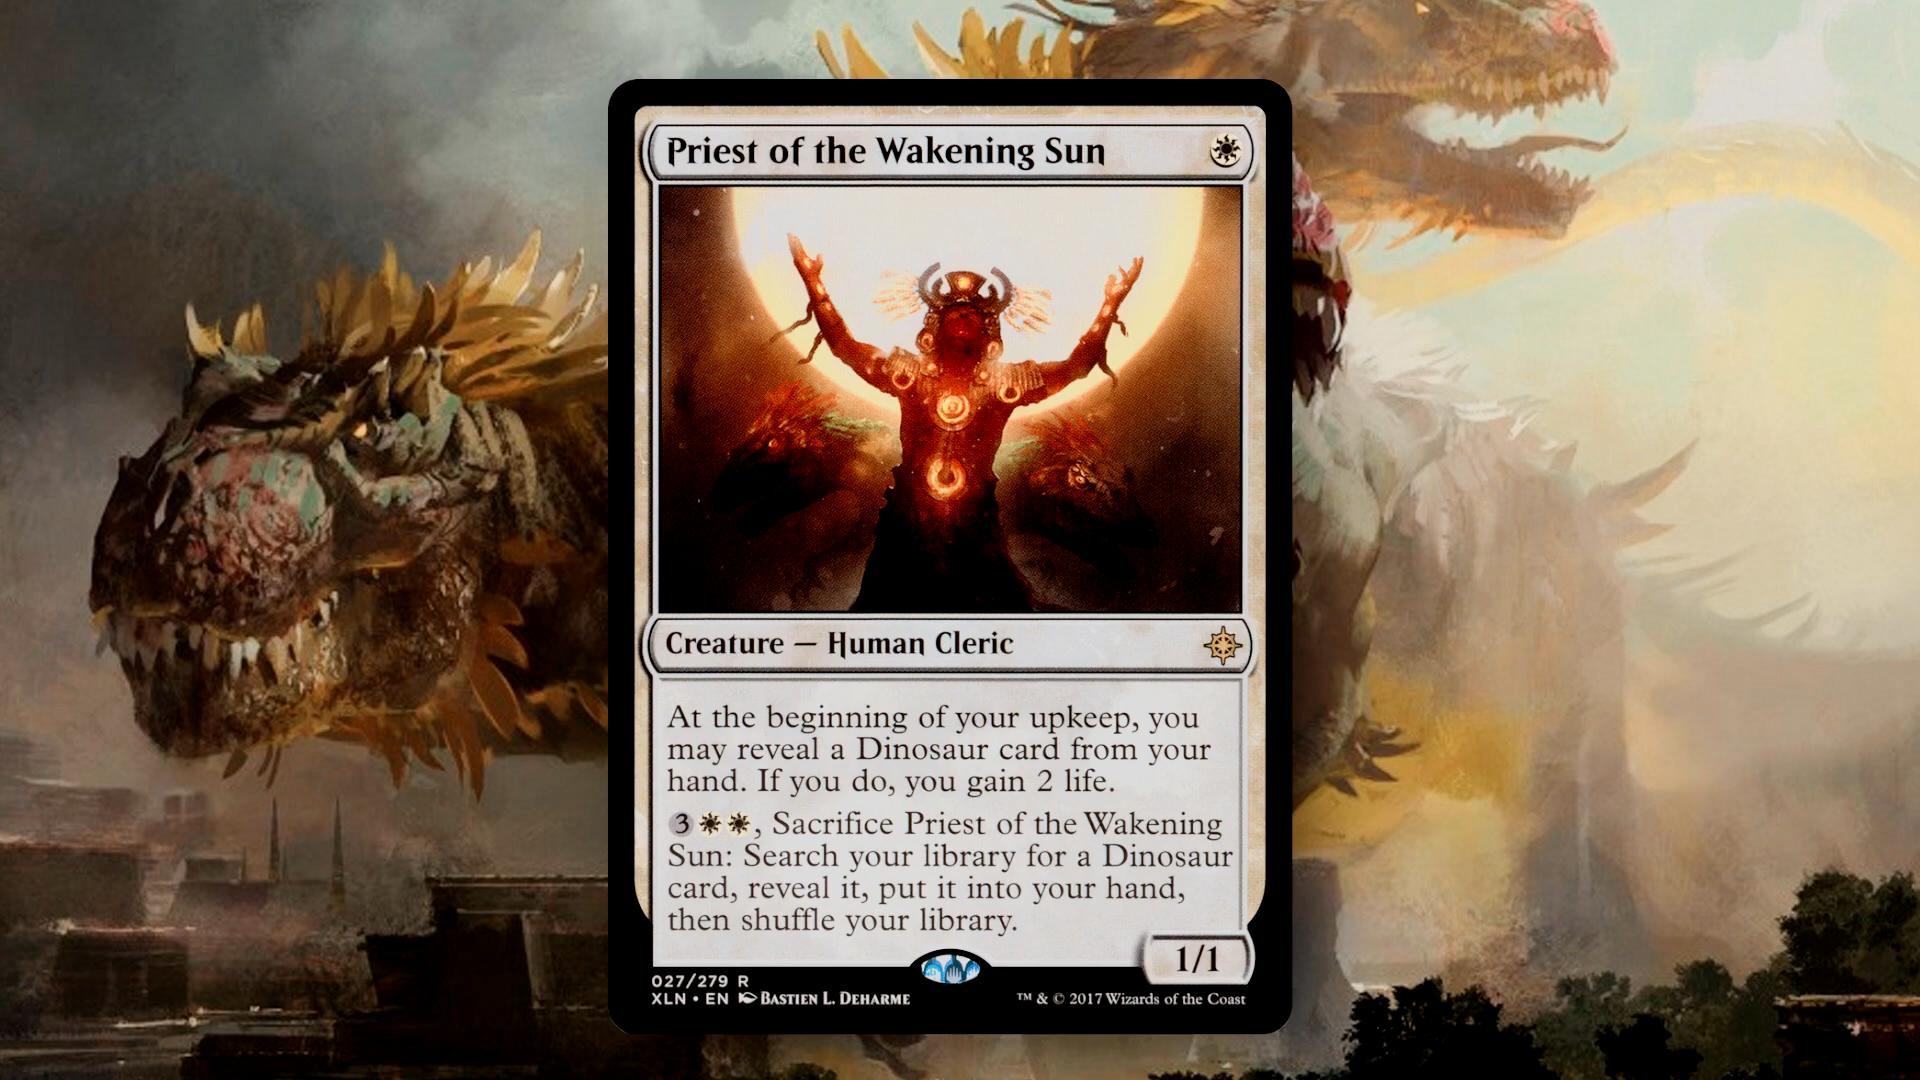 Priest of the Wakening Sun
Creature — Human Cleric
At the beginning of your upkeep, you
may reveal a Dinosaur card from your
hand. If you do, you gain 2 life.
3, Sacrifice Priest of the Wakening
Sun: Search your library for a Dinosaur
card, reveal it, put it into your hand,
then shuffle your library.
1/1
027/279 R
XLN • EN Bastien L. Deharme
™ & © 2017 Wizards of the Coast